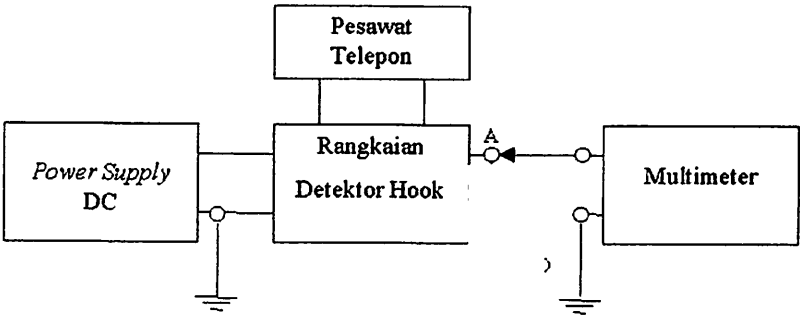 Pesawat
Telepon
Power Supply
DC
Rangkaian
Detektor Hook
A
Multimeter